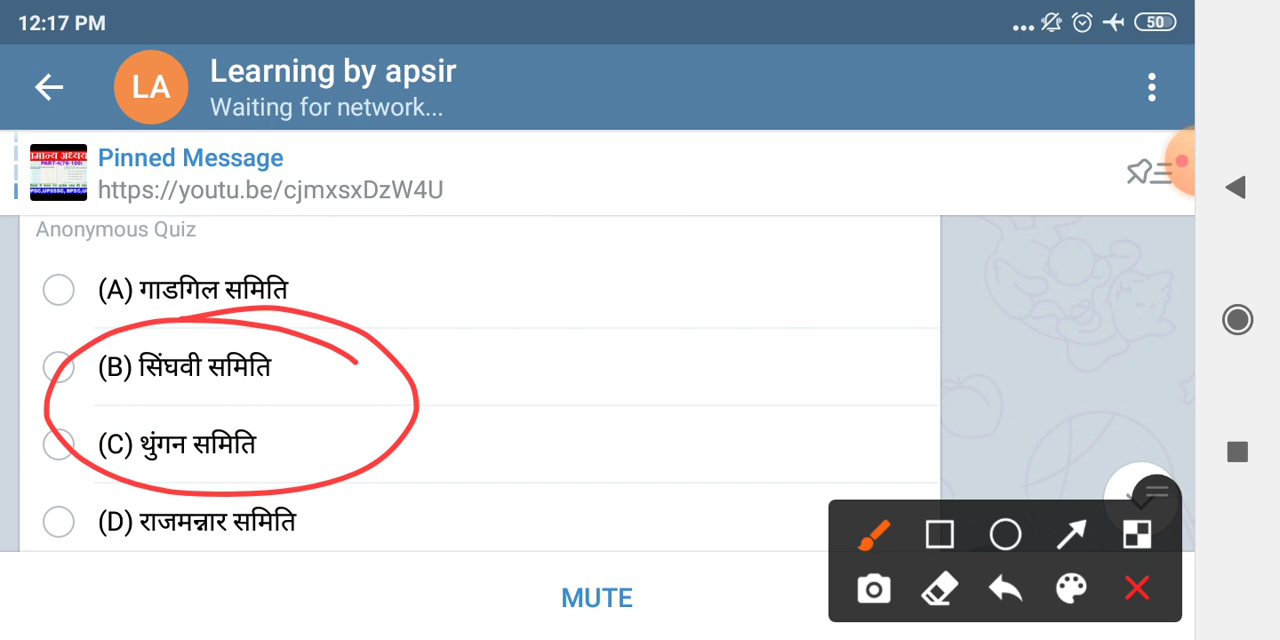 12:17 PM
50
LA
Learning by apsir
Waiting for network...
Pinned Message
https://youtu.be/cjmxsxDzW4U
Anonymous Quiz
(A) गाडगिल समिति
(B) सिंघवी समिति
(C) थुंगन समिति
(D) राजमन्नार समिति
MUTE